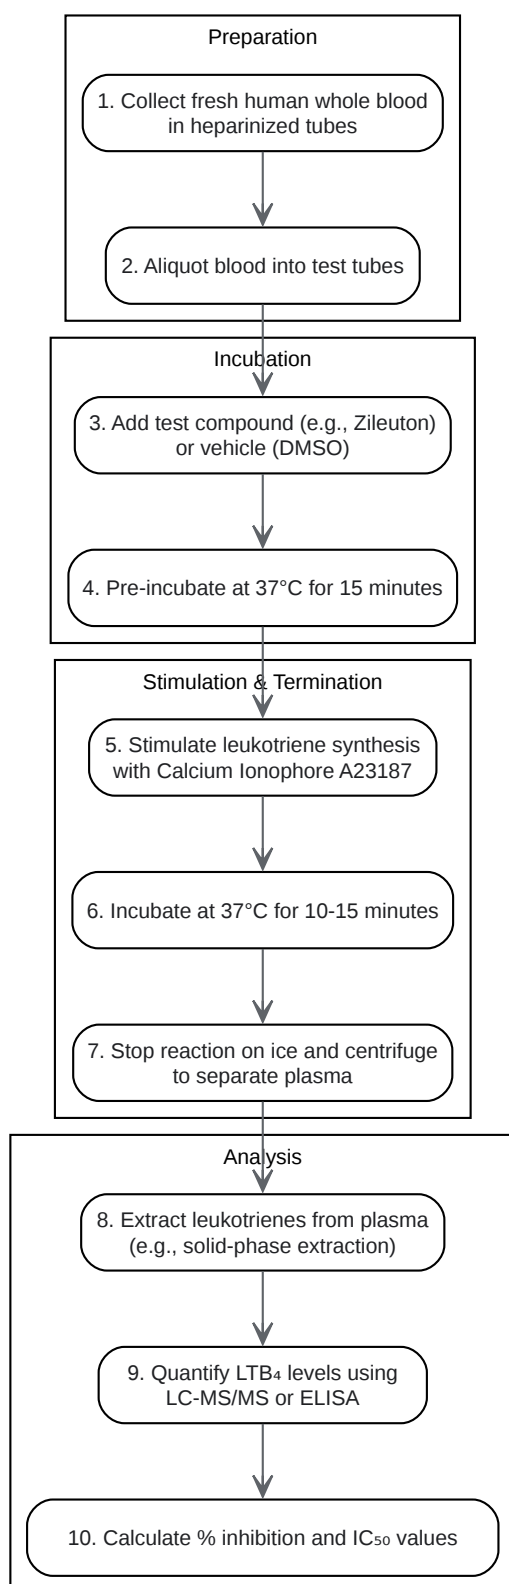 Preparation
1. Collect fresh human whole blood
in heparinized tubes
2. Aliquot blood into test tubes
Incubation
3. Add test compound (e.g., Zileuton)
or vehicle (DMSO)
4. Pre-incubate at 37°C for 15 minutes
Stimulation & Termination
5. Stimulate leukotriene synthesis
with Calcium Ionophore A23187
6. Incubate at 37°C for 10-15 minutes
7. Stop reaction on ice and centrifuge
to separate plasma
Analysis
8. Extract leukotrienes from plasma
(e.g., solid-phase extraction)
9. Quantify LTB₄ levels using
LC-MS/MS or ELISA
10. Calculate % inhibition and IC₅₀ values